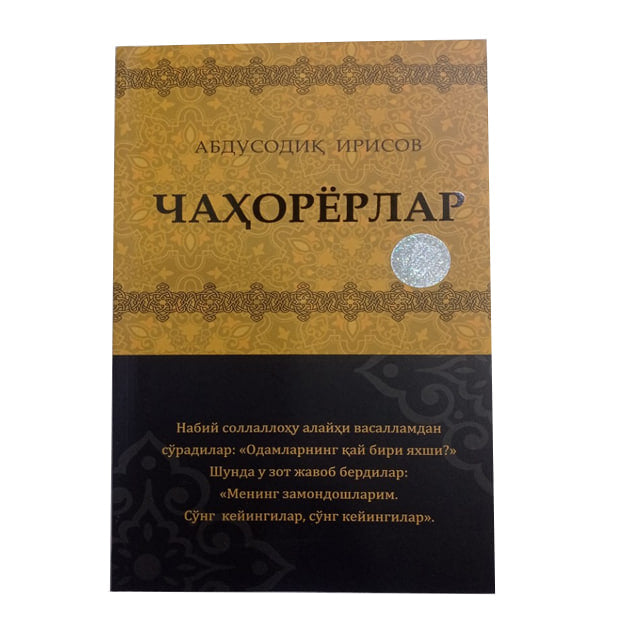 АБДУСОДИҚ ИРИСОВ
ЧАҲОРЁРЛАР
Набий соллаллоҳу алайҳи васалламдан
сўрадилар: «Одамларнинг қай бири яхши?»
Шунда у зот жавоб бердилар:
«Менинг замондошларим.
Сўнг кейингилар, сўнг кейингилар».